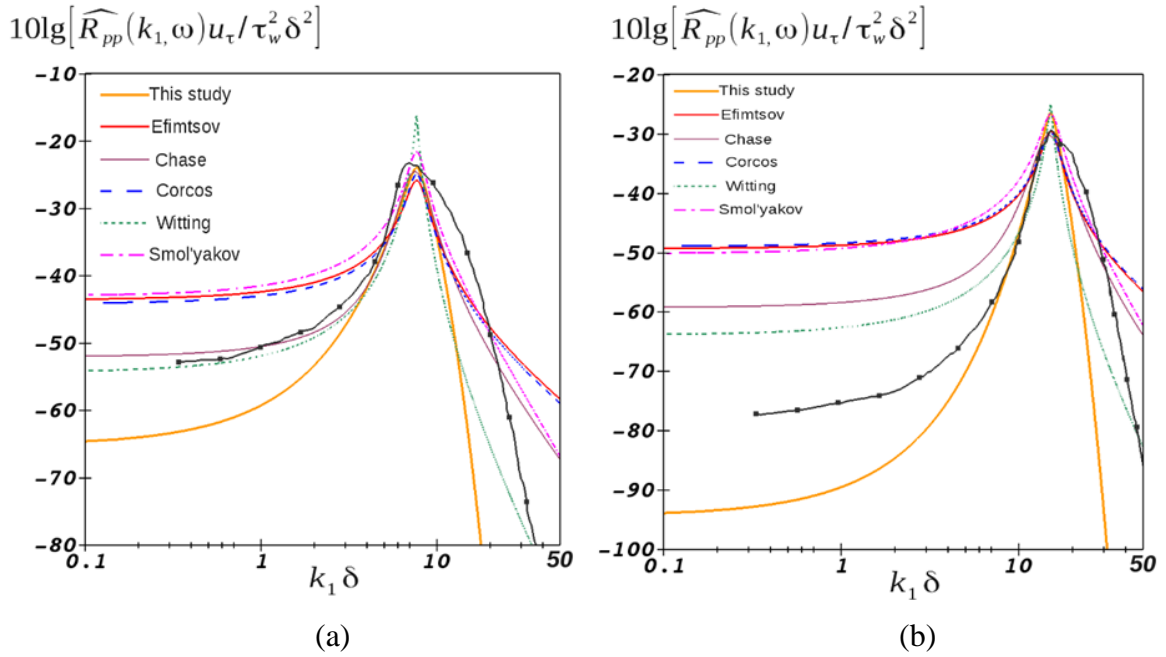 10lg[R̂pp(k₁, ω)uτ/τw²δ²]
-10
-20
-30
-40
-50
-60
-70
-80
This study
Efimtsov
Chase
Corcos
Witting
Smol'yakov
0.1
1
10
50
k₁δ
(a)
10lg[R̂pp(k₁, ω)uτ/τw²δ²]
-20
-30
-40
-50
-60
-70
-80
-90
-100
This study
Efimtsov
Chase
Corcos
Witting
Smol'yakov
0.1
1
10
50
k₁δ
(b)